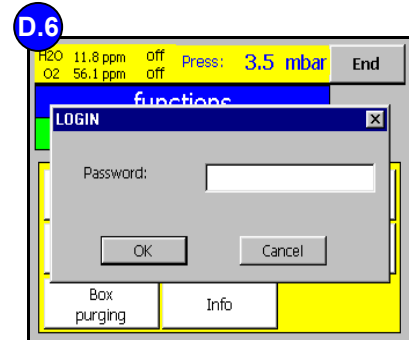 D.6
H2O 11.8 ppm off Press: 3.5 mbar End
O2 56.1 ppm off
functions
LOGIN
Password:
OK Cancel
Box Info
purging